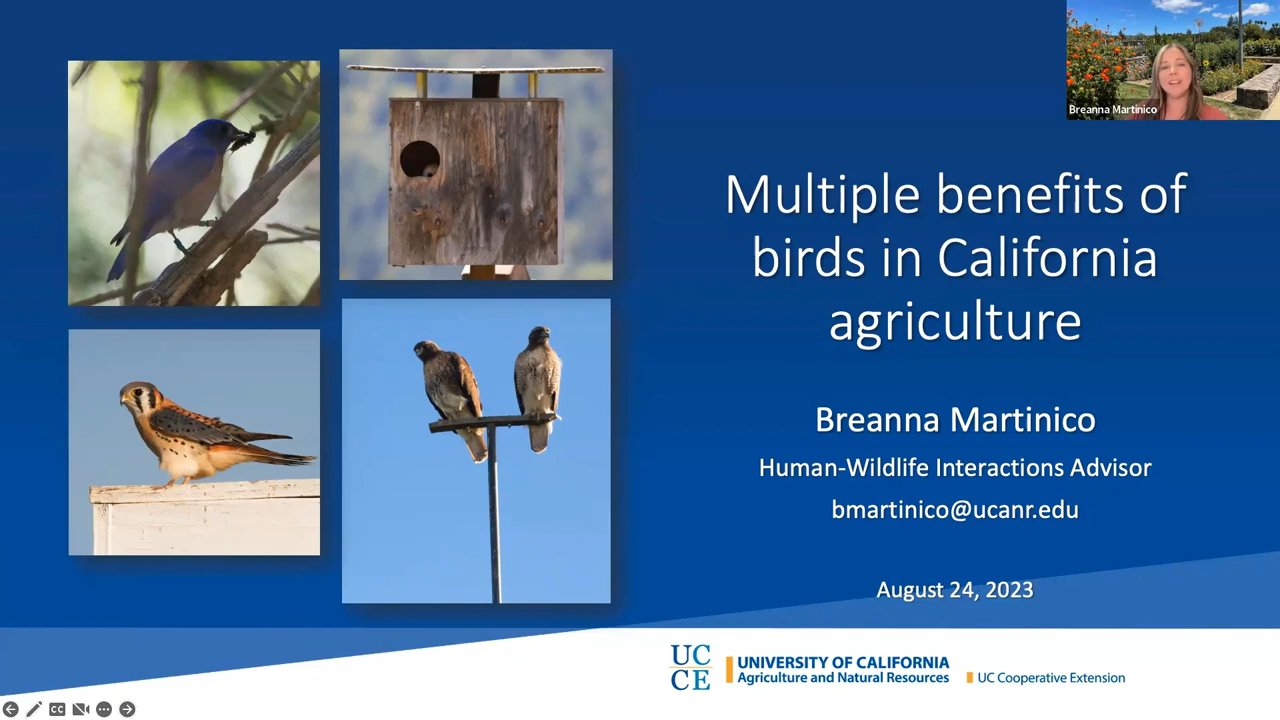 Breanna Martinico
Multiple benefits of
birds in California
agriculture
Breanna Martinico
Human-Wildlife Interactions Advisor
bmartinico@ucanr.edu
August 24, 2023
UC
CE
UNIVERSITY OF CALIFORNIA
Agriculture and Natural Resources
UC Cooperative Extension
CC